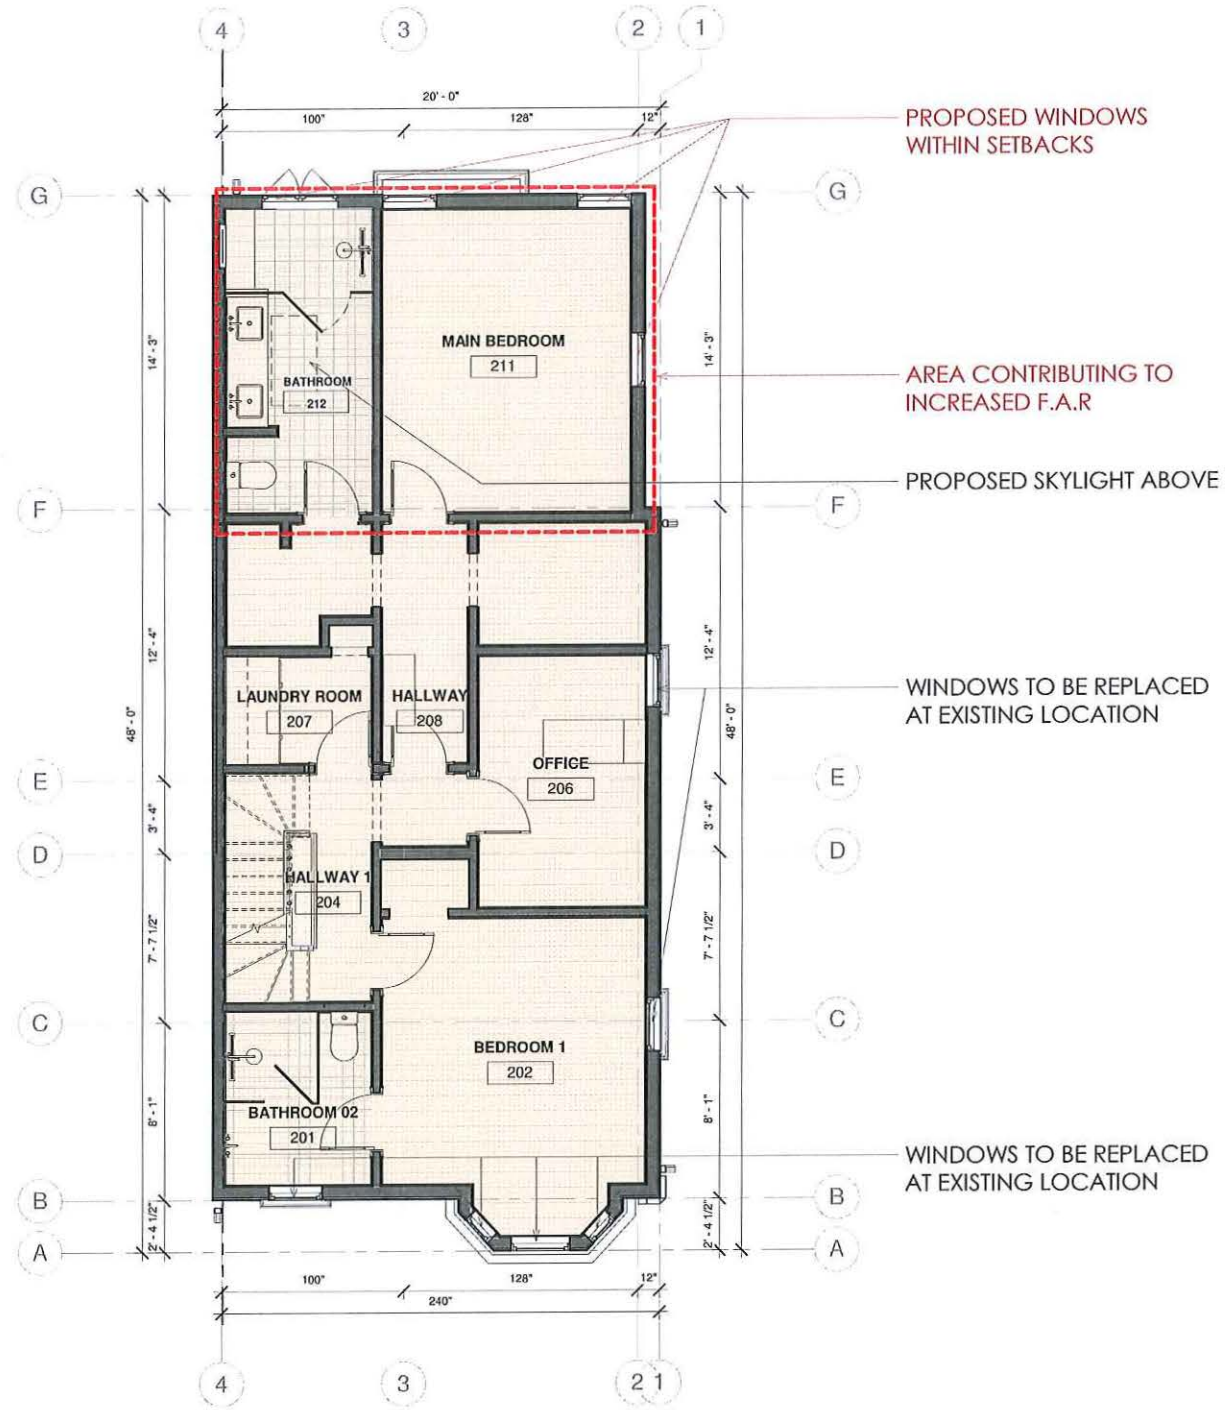 4 3 2 1
20' - 0"
100" 128" 12"
PROPOSED WINDOWS
WITHIN SETBACKS
G G
14' - 3" 14' - 3"
MAIN BEDROOM
211
BATHROOM
212
AREA CONTRIBUTING TO
INCREASED F.A.R
PROPOSED SKYLIGHT ABOVE
F F
12' - 4" 12' - 4"
LAUNDRY ROOM
207
HALLWAY
208
WINDOWS TO BE REPLACED
AT EXISTING LOCATION
48' - 0" 48' - 0"
OFFICE
206
E E
3' - 4" 3' - 4"
D D
HALLWAY 1
204
7' - 7 1/2" 7' - 7 1/2"
C C
BEDROOM 1
202
8' - 1" 8' - 1"
BATHROOM 02
201
WINDOWS TO BE REPLACED
AT EXISTING LOCATION
B B
2' - 4 1/2" 2' - 4 1/2"
A A
100" 128" 12"
240"
4 3 2 1